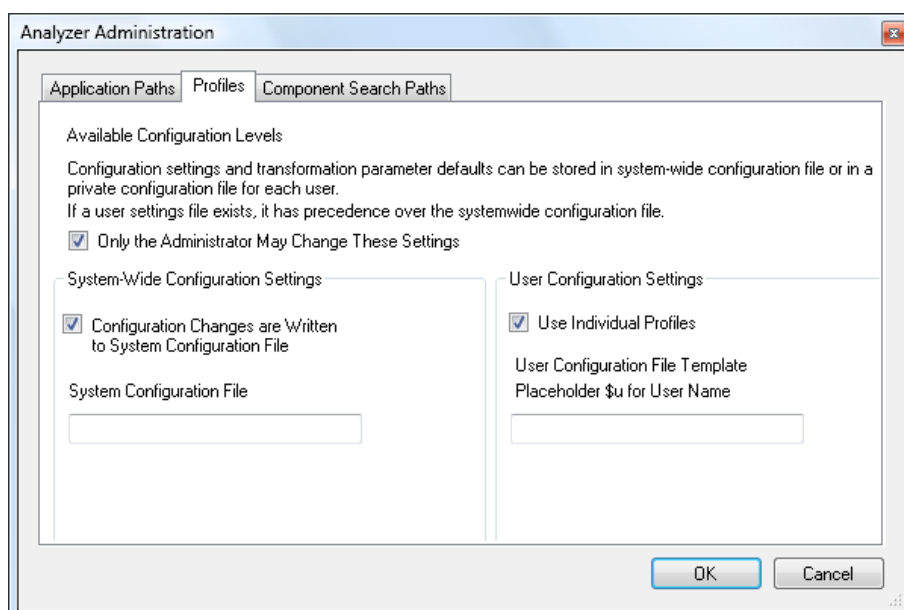 Analyzer Administration
Application Paths Profiles Component Search Paths
Available Configuration Levels
Configuration settings and transformation parameter defaults can be stored in system-wide configuration file or in a
private configuration file for each user.
If a user settings file exists, it has precedence over the systemwide configuration file.
Only the Administrator May Change These Settings
System-Wide Configuration Settings
Configuration Changes are Written
to System Configuration File
System Configuration File
User Configuration Settings
Use Individual Profiles
User Configuration File Template
Placeholder $u for User Name
OK Cancel